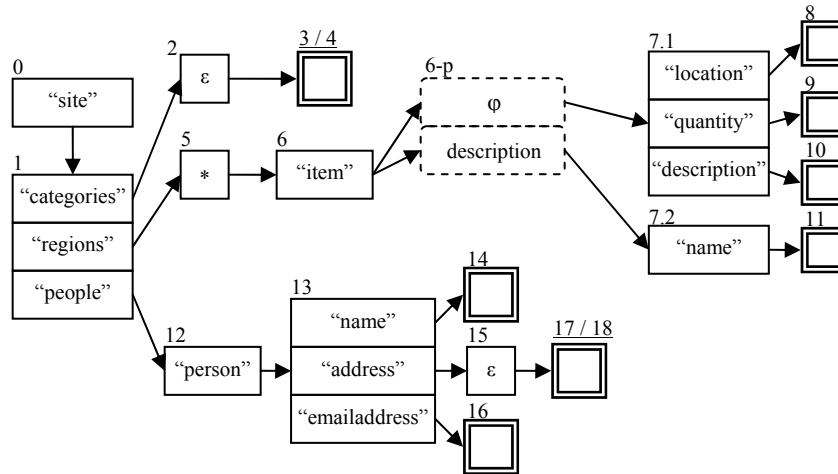 0
“site”
1
“categories”
“regions”
“people”
2
ε
3 / 4
5
*
6
“item”
6-p
φ
description
7.1
“location”
“quantity”
“description”
8
9
10
7.2
“name”
11
12
“person”
13
“name”
“address”
“emailaddress”
14
15
ε
17 / 18
16